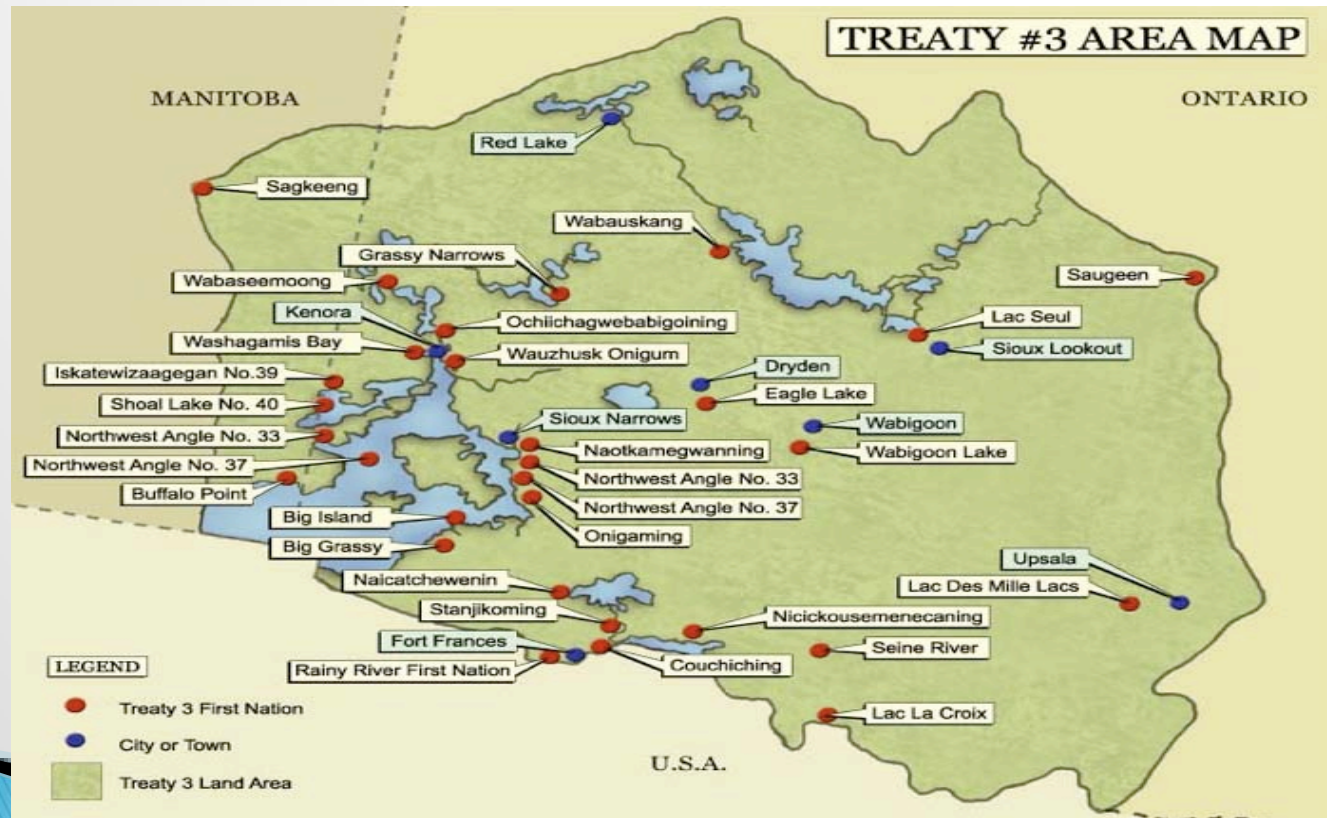 TREATY #3 AREA MAP
MANITOBA
ONTARIO
Red Lake
Sagkeeng
Wabauskang
Grassy Narrows
Saugeen
Wabaseemoong
Kenora
Ochiichagwebabigoining
Lac Seul
Washagamis Bay
Wauzhusk Onigum
Sioux Lookout
Iskatewizaagegan No.39
Dryden
Eagle Lake
Shoal Lake No. 40
Sioux Narrows
Wabigoon
Northwest Angle No. 33
Naotkamegwanning
Wabigoon Lake
Northwest Angle No. 37
Northwest Angle No. 33
Buffalo Point
Northwest Angle No. 37
Big Island
Onigaming
Big Grassy
Upsala
Naicatchewenin
Lac Des Mille Lacs
Stanjikoming
Nicickousemenecaning
Fort Frances
Seine River
Rainy River First Nation
Couchiching
LEGEND
Treaty 3 First Nation
Lac La Croix
City or Town
U.S.A.
Treaty 3 Land Area